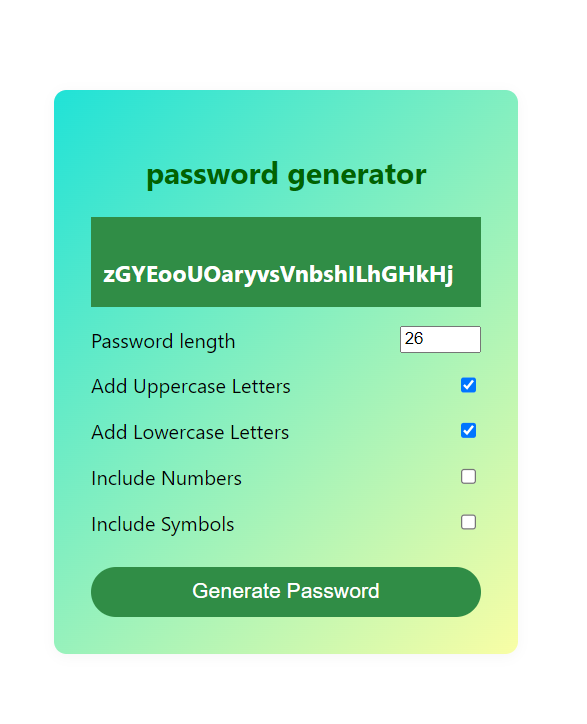 password generator
zGYEooUOaryvsVnbshILhGHkHj
Password length
26
Add Uppercase Letters
Add Lowercase Letters
Include Numbers
Include Symbols
Generate Password